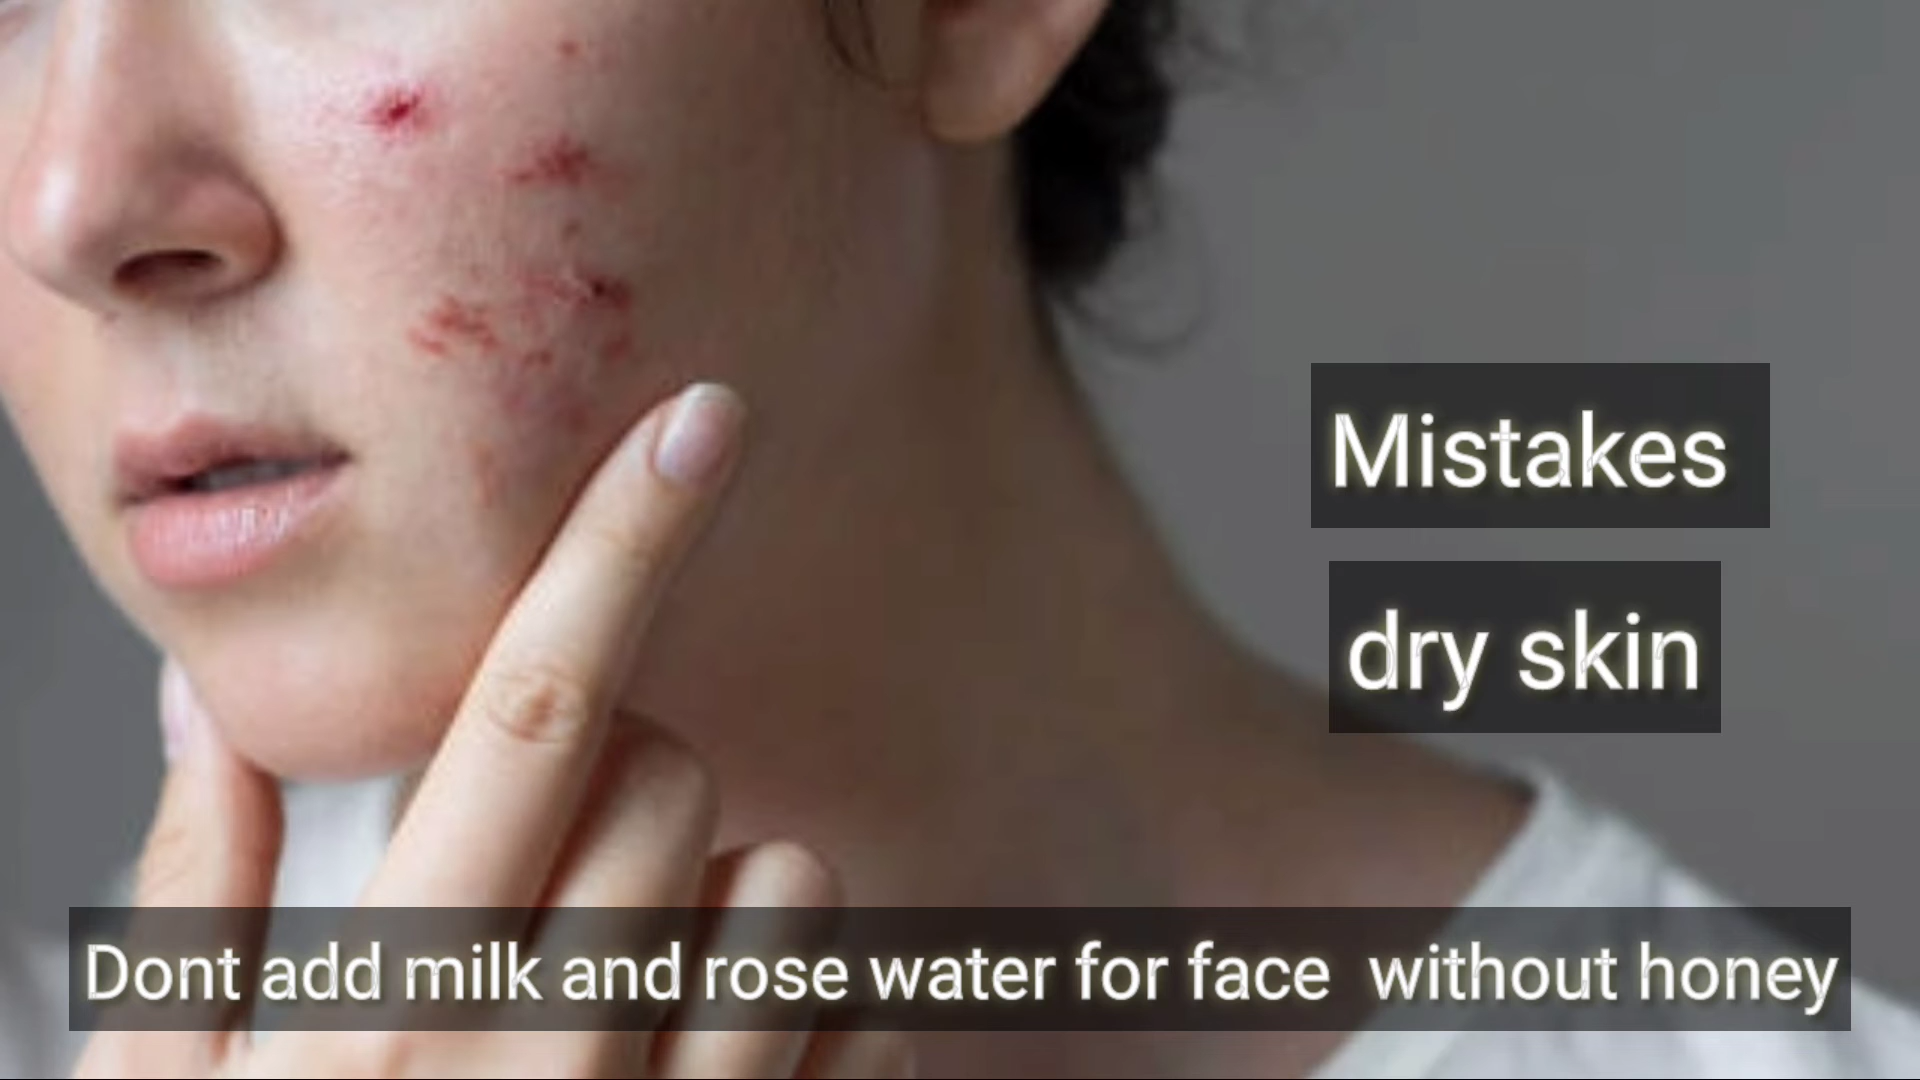 Mistakes
dry skin
Dont add milk and rose water for face without honey